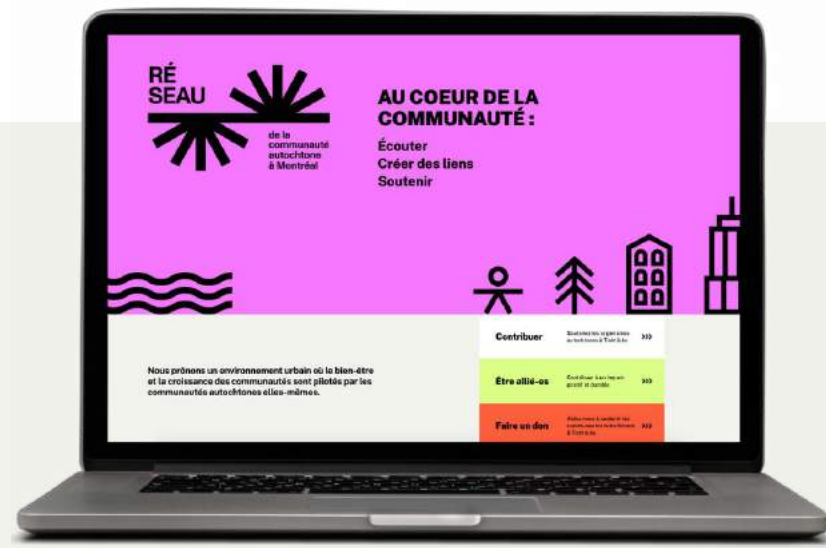 RÉ
SEAU
de la
communauté
autochtone
à Montréal
AU COEUR DE LA
COMMUNAUTÉ :
Écouter
Créer des liens
Soutenir
Nous prônons un environnement urbain où le bien-être
et la croissance des communautés sont pilotés par les
communautés autochtones elles-mêmes.
Contribuer
Être allié-es
Faire un don